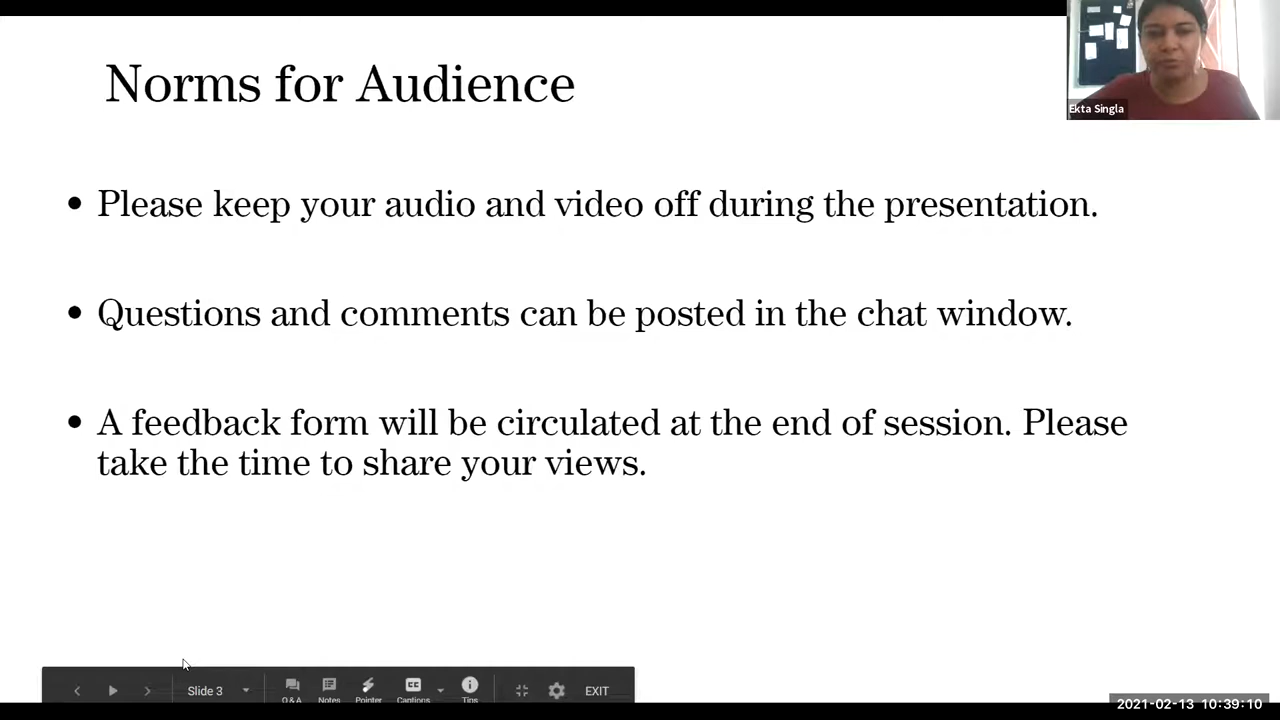 Norms for Audience
Ekta Singla
• Please keep your audio and video off during the presentation.
• Questions and comments can be posted in the chat window.
• A feedback form will be circulated at the end of session. Please
take the time to share your views.
Slide 3
Q & A
Notes
Pointer
CC
Captions
Tips
EXIT
2021-02-13 10:39:10